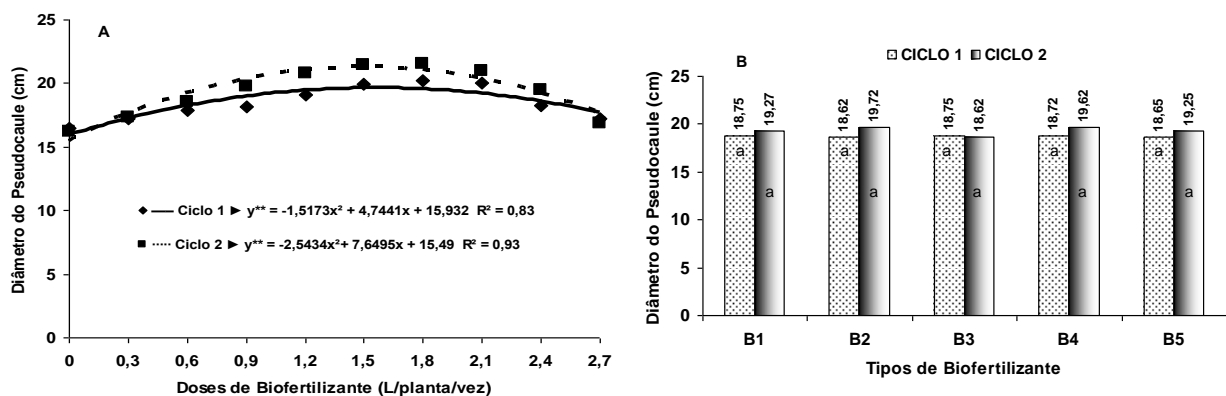 A
25
20
15
10
5
0
Diâmetro do Pseudocaule (cm)
Ciclo 1 ► y** = -1,5173x² + 4,7441x + 15,932 R² = 0,83
Ciclo 2 ► y** = -2,5434x²+ 7,6495x + 15,49 R² = 0,93
0 0,3 0,6 0,9 1,2 1,5 1,8 2,1 2,4 2,7
Doses de Biofertilizante (L/planta/vez)
B
CICLO 1 CICLO 2
25
20
15
10
5
0
Diâmetro do Pseudocaule (cm)
18,75 19,27 18,62 19,72 18,75 18,62 18,72 19,62 18,65 19,25
a a a a a
a a a a a
B1 B2 B3 B4 B5
Tipos de Biofertilizante